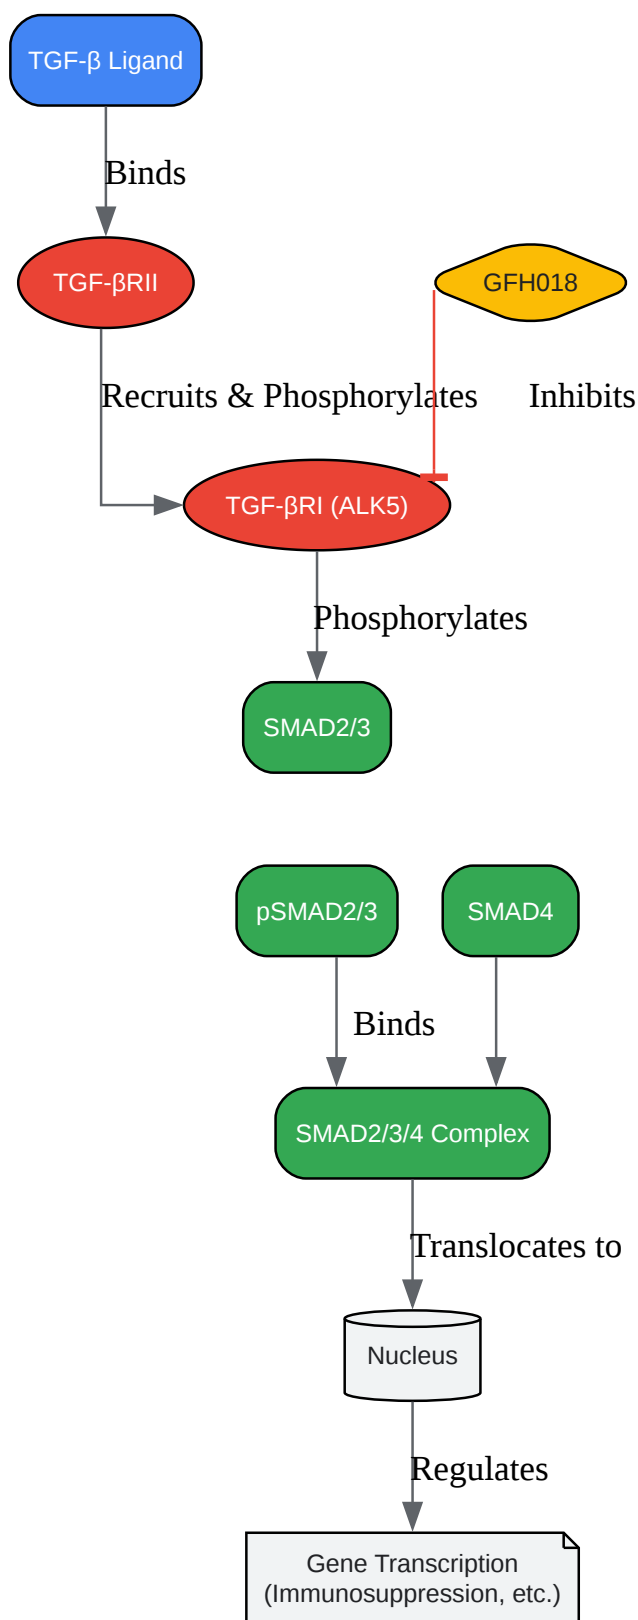 TGF-β Ligand
Binds
TGF-βRII
GFH018
Recruits & Phosphorylates
Inhibits
TGF-βRI (ALK5)
Phosphorylates
SMAD2/3
pSMAD2/3
SMAD4
Binds
SMAD2/3/4 Complex
Translocates to
Nucleus
Regulates
Gene Transcription
(Immunosuppression, etc.)